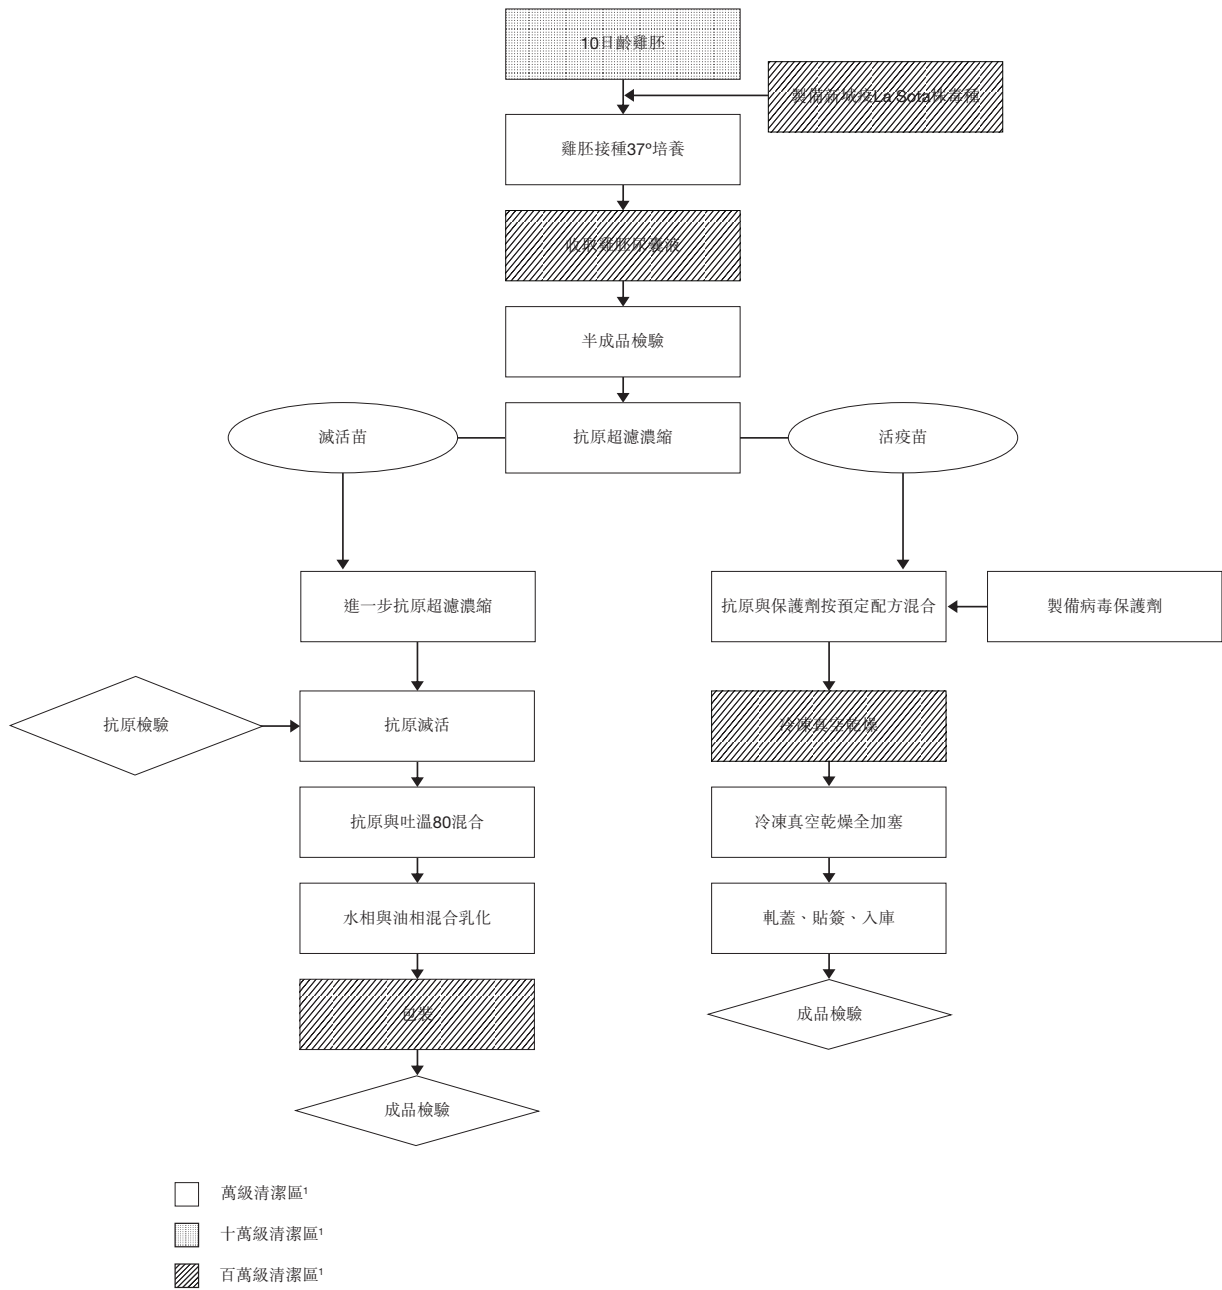 10日齡雞胚
製備新城疫La Sota株毒種
雞胚接種37º培養
收取雞胚尿囊液
半成品檢驗
滅活苗
抗原超濾濃縮
活疫苗
進一步抗原超濾濃縮
抗原與保護劑按預定配方混合
製備病毒保護劑
抗原檢驗
抗原滅活
冷凍真空乾燥
抗原與吐溫80混合
冷凍真空乾燥全加塞
水相與油相混合乳化
軋蓋、貼簽、入庫
包裝
成品檢驗
成品檢驗
萬級清潔區¹
十萬級清潔區¹
百萬級清潔區¹